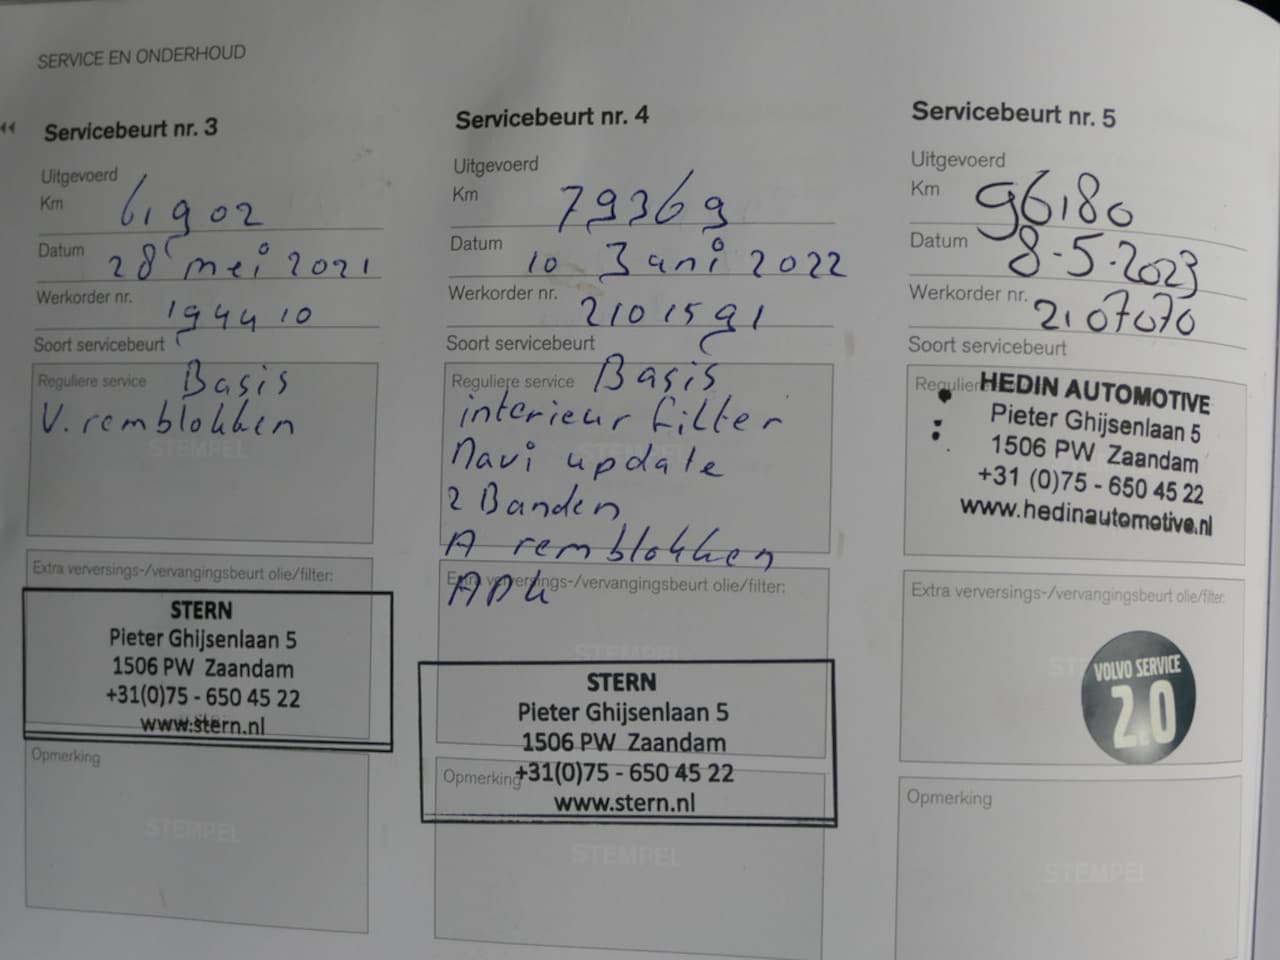 SERVICE EN ONDERHOUD
Servicebeurt nr. 3
Uitgevoerd
Km 61902
Datum 28 mei 2021
Werkorder nr. 1944410
Soort servicebeurt
Reguliere service Basis
V. remblokken
STEMPEL
Extra verversings-/vervangingsbeurt olie/filter:
STERN
Pieter Ghijsenlaan 5
1506 PW Zaandam
+31(0)75 - 650 45 22
www.stern.nl
Opmerking
STEMPEL
Servicebeurt nr. 4
Uitgevoerd
Km 79369
Datum 10 Juni 2022
Werkorder nr. 2101591
Soort servicebeurt
Reguliere service Basis
interieur filter
Navi update
2 Banden
A remblokken
Extra verversings-/vervangingsbeurt olie/filter:
APK
STEMPEL
STERN
Pieter Ghijsenlaan 5
1506 PW Zaandam
+31(0)75 - 650 45 22
www.stern.nl
Opmerking
STEMPEL
Servicebeurt nr. 5
Uitgevoerd
Km 96180
Datum 8-5-2023
Werkorder nr. 2107070
Soort servicebeurt
HEDIN AUTOMOTIVE
Pieter Ghijsenlaan 5
1506 PW Zaandam
+31 (0)75 - 650 45 22
www.hedinautomotive.nl
Extra verversings-/vervangingsbeurt olie/filter:
VOLVO SERVICE
2.0
Opmerking
STEMPEL